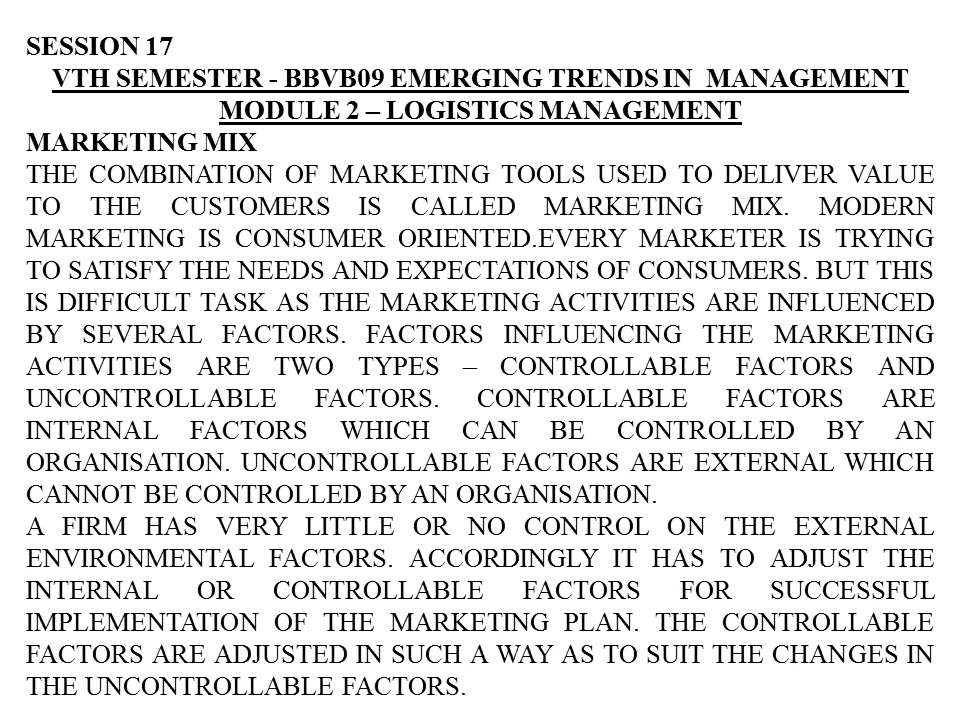 SESSION 17
VTH SEMESTER - BBVB09 EMERGING TRENDS IN MANAGEMENT
MODULE 2 – LOGISTICS MANAGEMENT
MARKETING MIX
THE COMBINATION OF MARKETING TOOLS USED TO DELIVER VALUE
TO THE CUSTOMERS IS CALLED MARKETING MIX. MODERN
MARKETING IS CONSUMER ORIENTED.EVERY MARKETER IS TRYING
TO SATISFY THE NEEDS AND EXPECTATIONS OF CONSUMERS. BUT THIS
IS DIFFICULT TASK AS THE MARKETING ACTIVITIES ARE INFLUENCED
BY SEVERAL FACTORS. FACTORS INFLUENCING THE MARKETING
ACTIVITIES ARE TWO TYPES – CONTROLLABLE FACTORS AND
UNCONTROLLABLE FACTORS. CONTROLLABLE FACTORS ARE
INTERNAL FACTORS WHICH CAN BE CONTROLLED BY AN
ORGANISATION. UNCONTROLLABLE FACTORS ARE EXTERNAL WHICH
CANNOT BE CONTROLLED BY AN ORGANISATION.
A FIRM HAS VERY LITTLE OR NO CONTROL ON THE EXTERNAL
ENVIRONMENTAL FACTORS. ACCORDINGLY IT HAS TO ADJUST THE
INTERNAL OR CONTROLLABLE FACTORS FOR SUCCESSFUL
IMPLEMENTATION OF THE MARKETING PLAN. THE CONTROLLABLE
FACTORS ARE ADJUSTED IN SUCH A WAY AS TO SUIT THE CHANGES IN
THE UNCONTROLLABLE FACTORS.